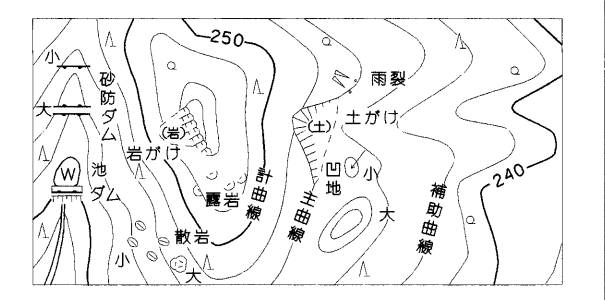 250
小
砂防ダム
大
雨裂
(岩)
(土)
土がけ
岩がけ
池
W
ダム
凹地
小
240
露岩
計曲線
主曲線
大
補助曲線
散岩
小
大